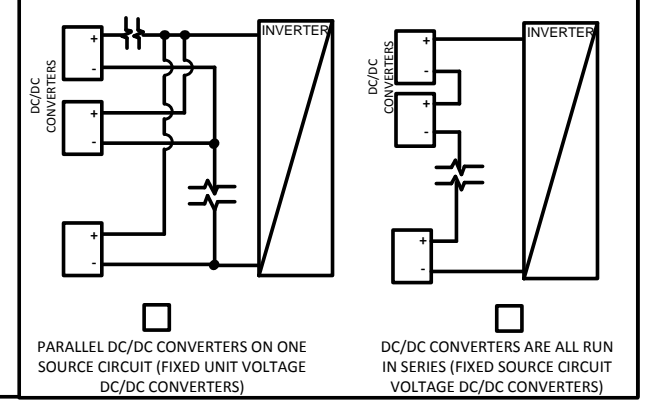 INVERTER
+
-
DC/DC
CONVERTERS
+
-
+
-
PARALLEL DC/DC CONVERTERS ON ONE
SOURCE CIRCUIT (FIXED UNIT VOLTAGE
DC/DC CONVERTERS)
INVERTER
+
-
DC/DC
CONVERTERS
+
-
+
-
DC/DC CONVERTERS ARE ALL RUN
IN SERIES (FIXED SOURCE CIRCUIT
VOLTAGE DC/DC CONVERTERS)